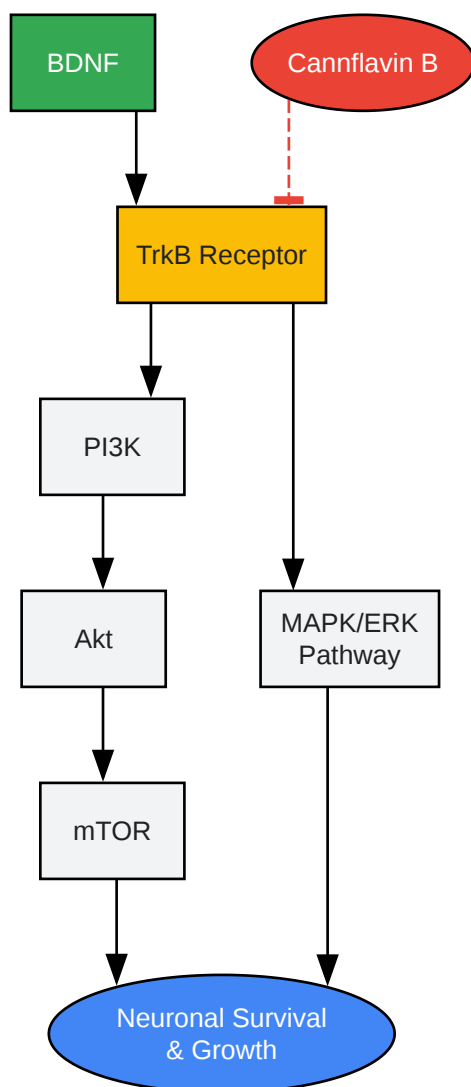 BDNF
Cannflavin B
TrkB Receptor
PI3K
Akt
MAPK/ERK
Pathway
mTOR
Neuronal Survival
& Growth